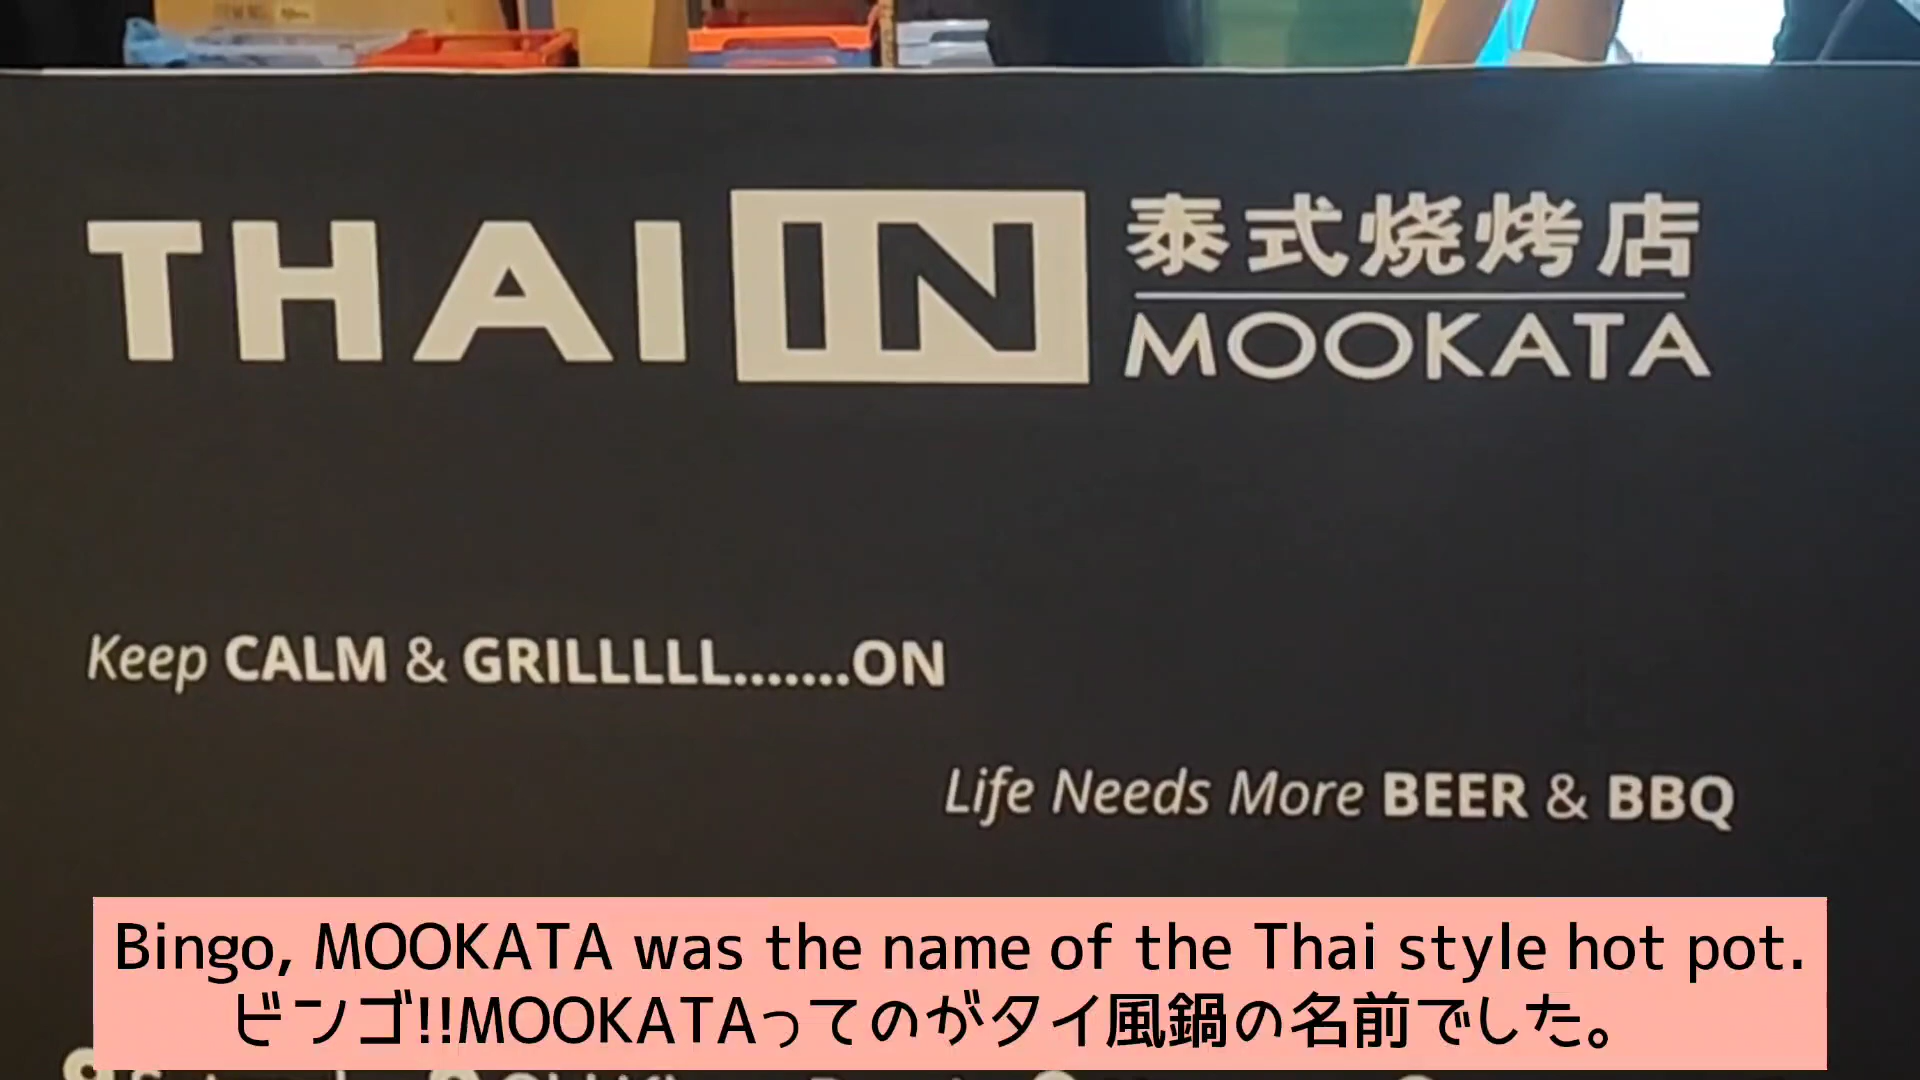 THAI IN 泰式烧烤店
MOOKATA
Keep CALM & GRILLLLL.......ON
Life Needs More BEER & BBQ
Bingo, MOOKATA was the name of the Thai style hot pot.
ビンゴ!!MOOKATAってのがタイ風鍋の名前でした。